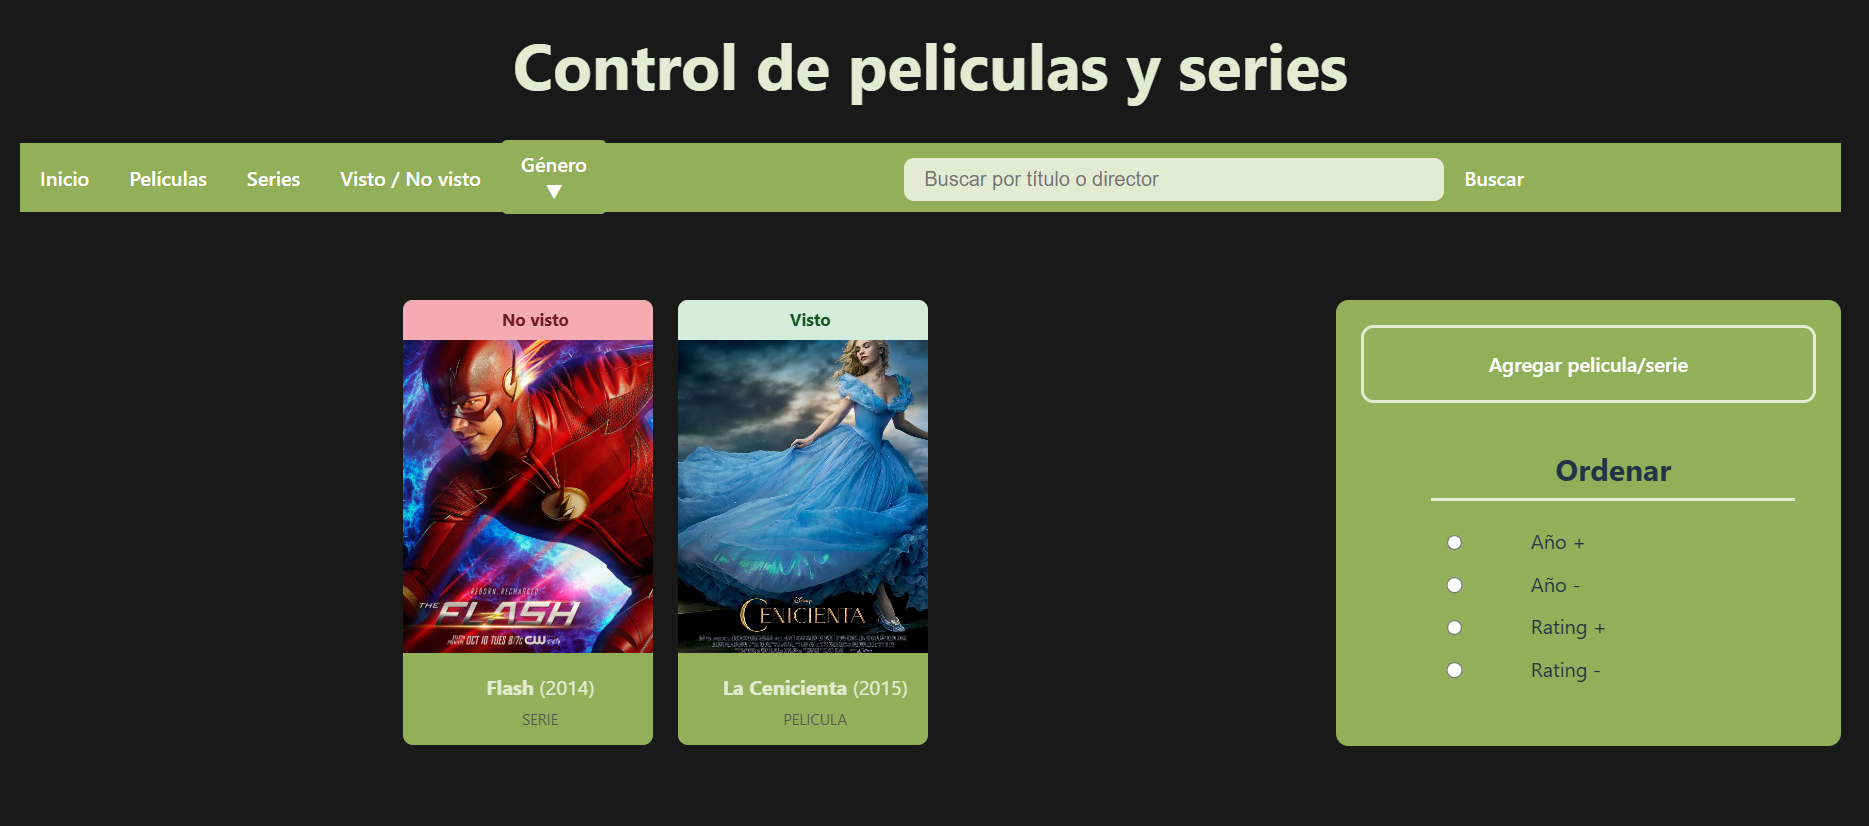 Control de peliculas y series
Inicio Películas Series Visto / No visto Género ▼ Buscar por título o director Buscar
No visto
REBORN. RECHARGED.
THE FLASH
OCT 10 TUES 8/7c CW
Flash (2014)
SERIE
Visto
Disney
CENICIENTA
La Cenicienta (2015)
PELICULA
Agregar pelicula/serie
Ordenar
Año +
Año -
Rating +
Rating -